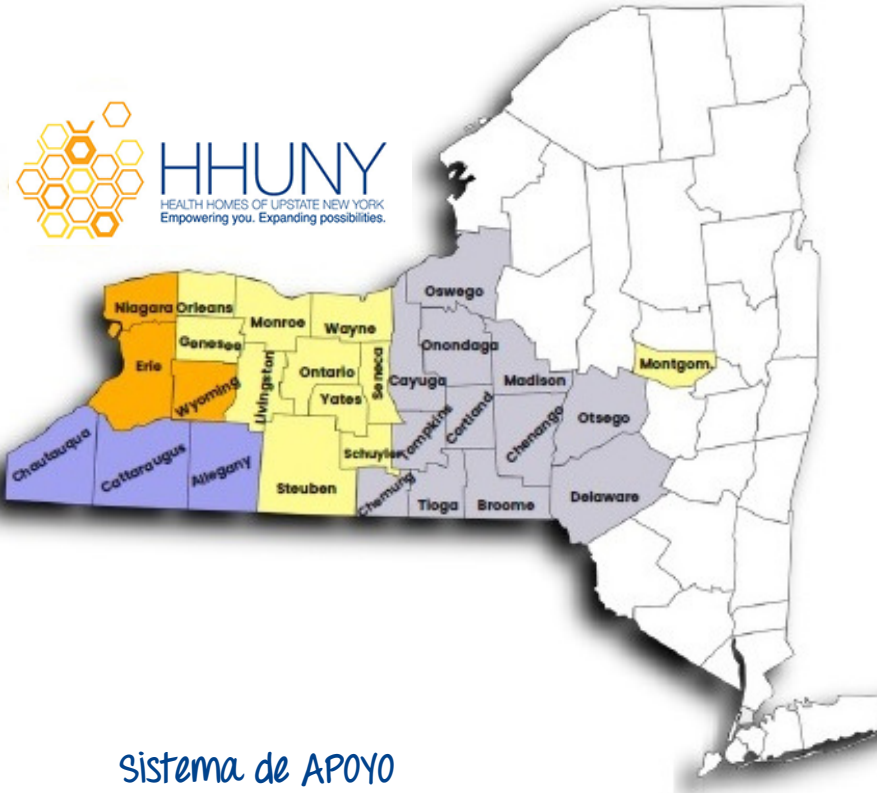 HHUNY
HEALTH HOMES OF UPSTATE NEW YORK
Empowering you. Expanding possibilities.
Oswego
Niagara
Orleans
Monroe
Wayne
Genesee
Onondaga
Erie
Ontario
Seneca
Cayuga
Madison
Montgom.
Wyoming
Livingston
Yates
Tompkins
Cortland
Chenango
Otsego
Chautauqua
Cattaraugus
Allegany
Schuyler
Steuben
Chemung
Tioga
Broome
Delaware
Sistema de APOYO